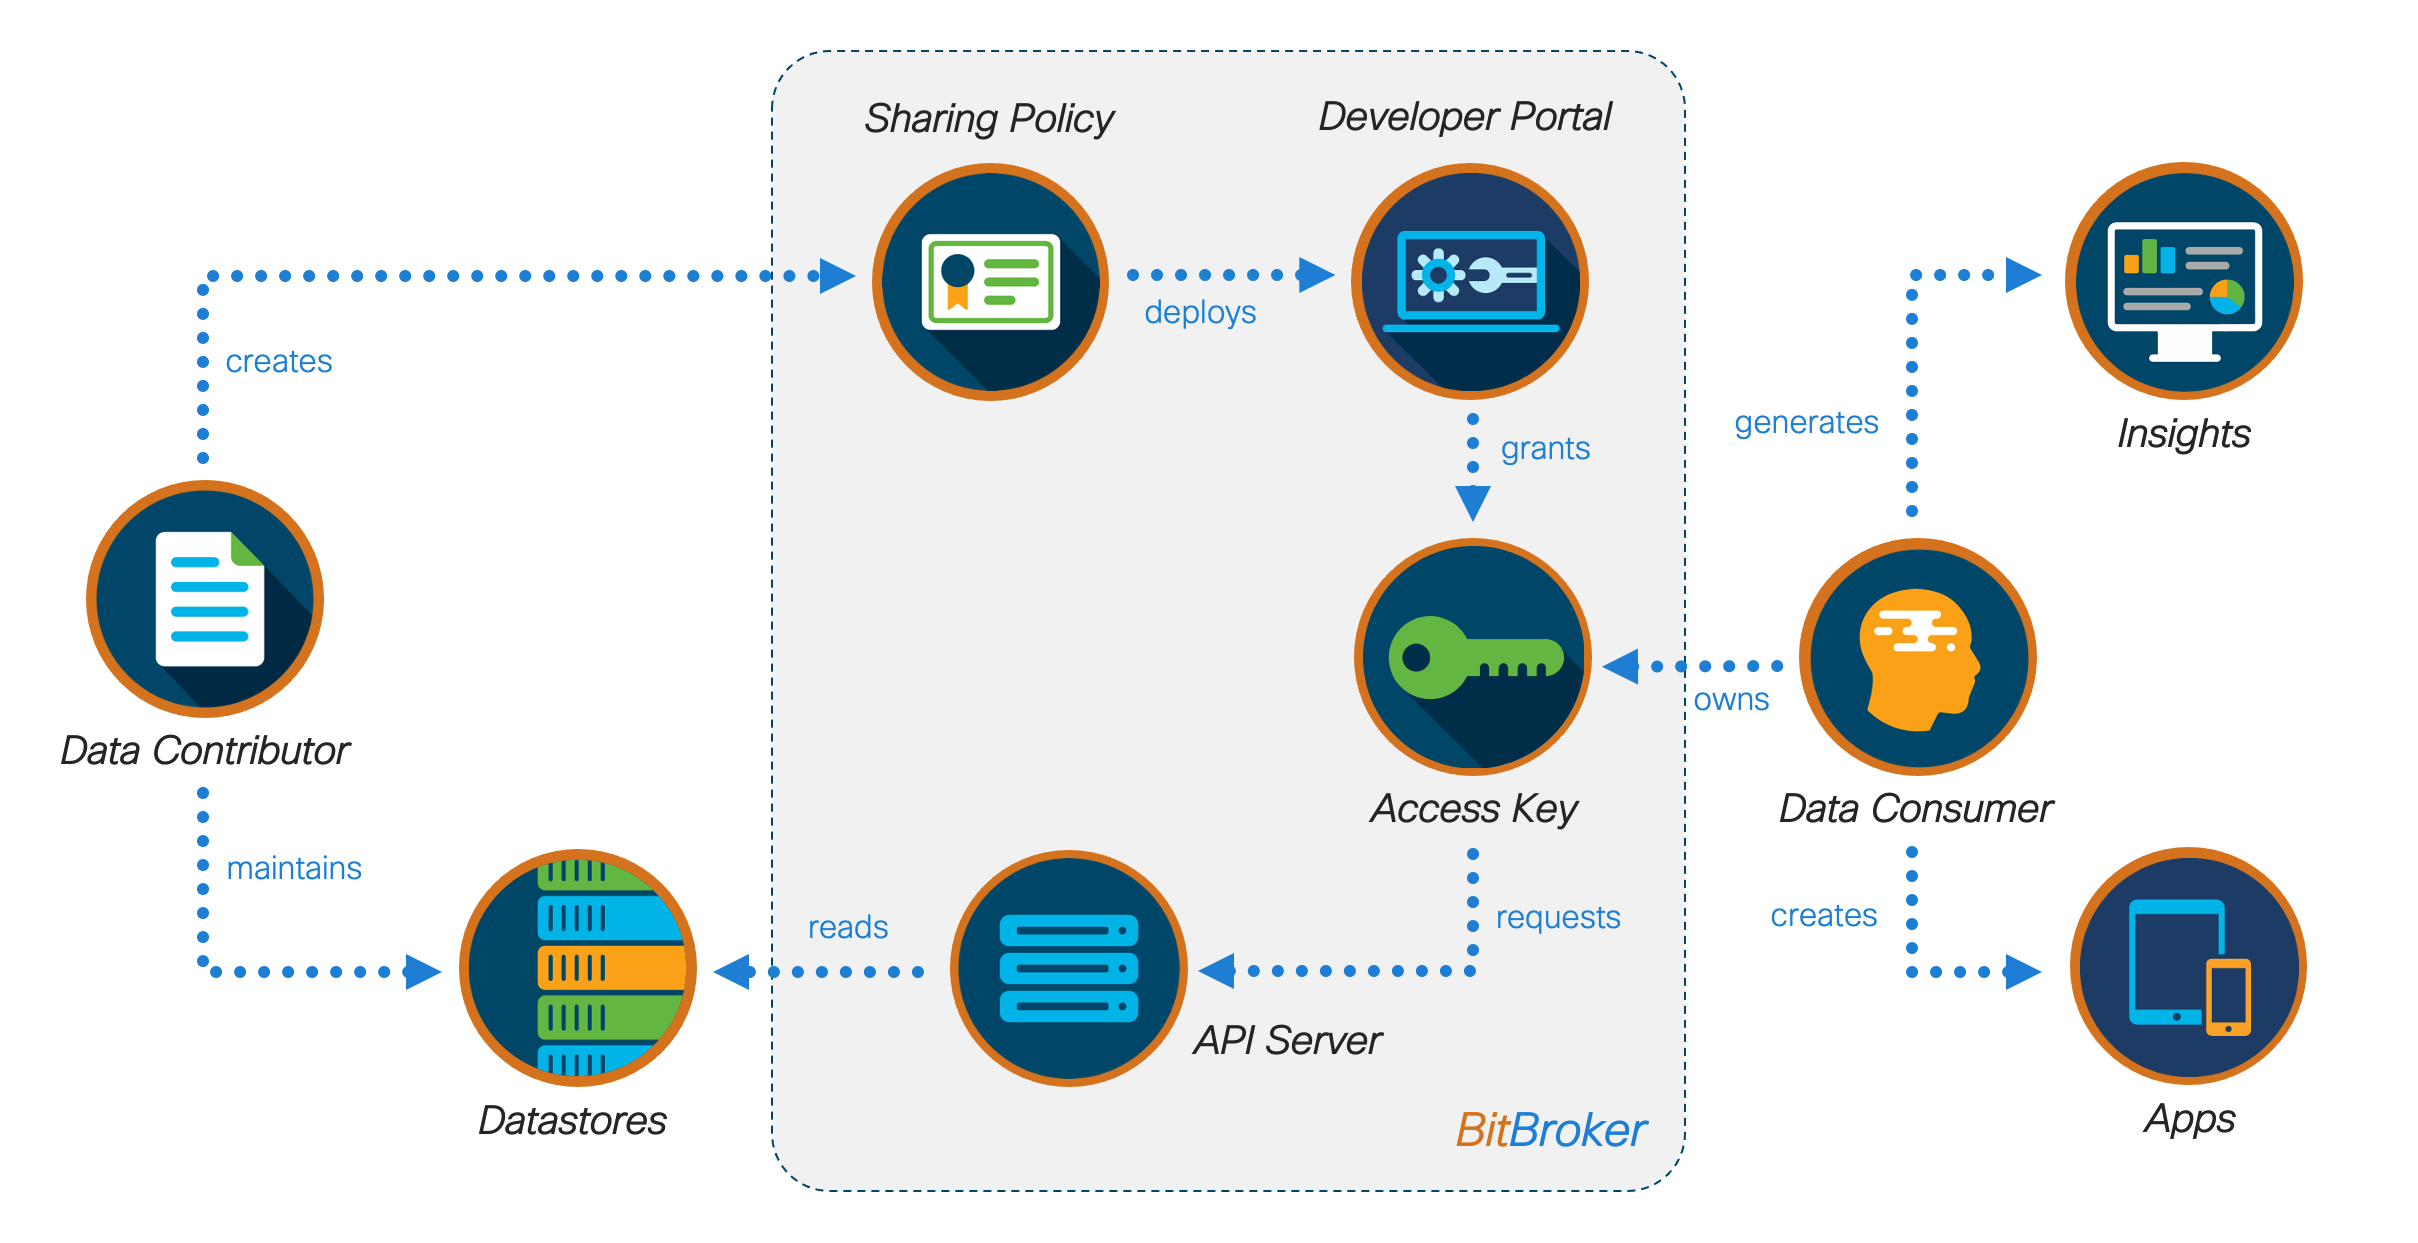 Sharing Policy
Developer Portal
deploys
creates
generates
grants
Insights
owns
Data Contributor
Access Key
Data Consumer
maintains
reads
requests
creates
API Server
Datastores
BitBroker
Apps